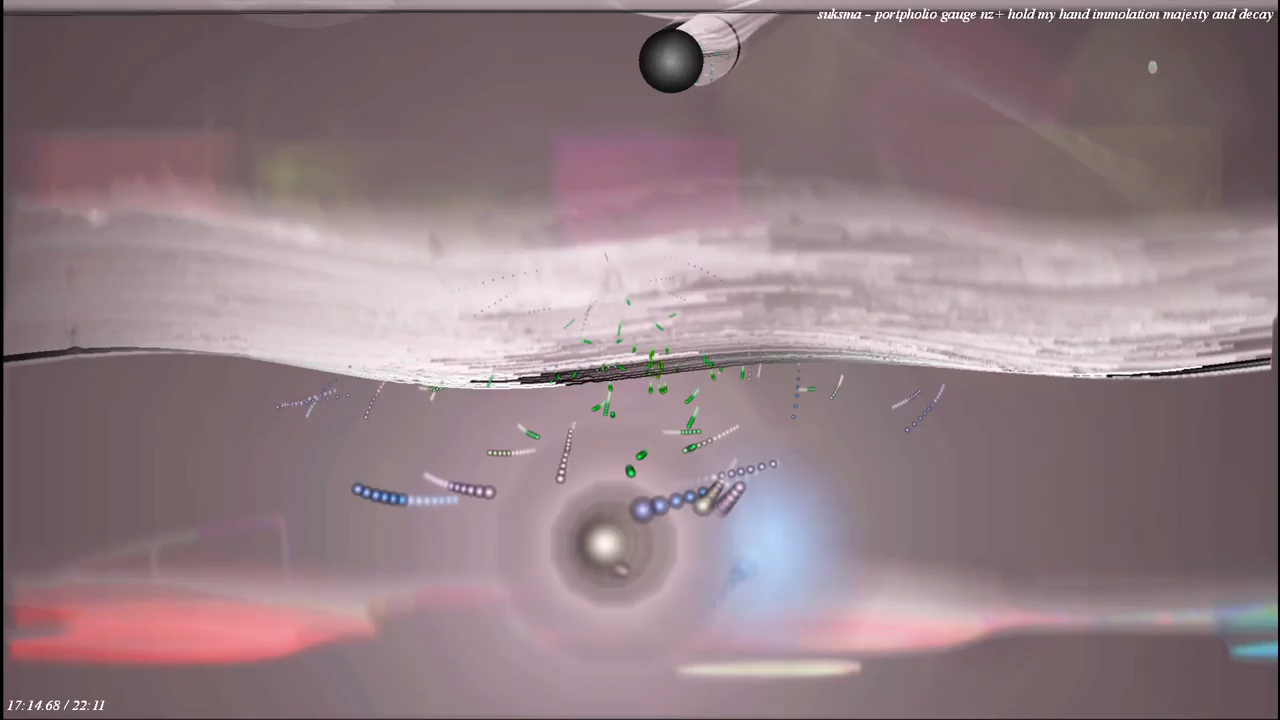 suksma - portpholio gauge nz+ hold my hand immolation majesty and decay
17:14.68 / 22:11